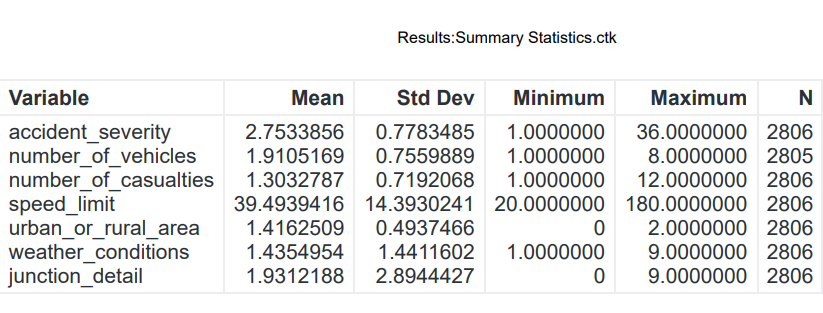 Results:Summary Statistics.ctk
Variable Mean Std Dev Minimum Maximum N
accident_severity 2.7533856 0.7783485 1.0000000 36.0000000 2806
number_of_vehicles 1.9105169 0.7559889 1.0000000 8.0000000 2805
number_of_casualties 1.3032787 0.7192068 1.0000000 12.0000000 2806
speed_limit 39.4939416 14.3930241 20.0000000 180.0000000 2806
urban_or_rural_area 1.4162509 0.4937466 0 2.0000000 2806
weather_conditions 1.4354954 1.4411602 1.0000000 9.0000000 2806
junction_detail 1.9312188 2.8944427 0 9.0000000 2806